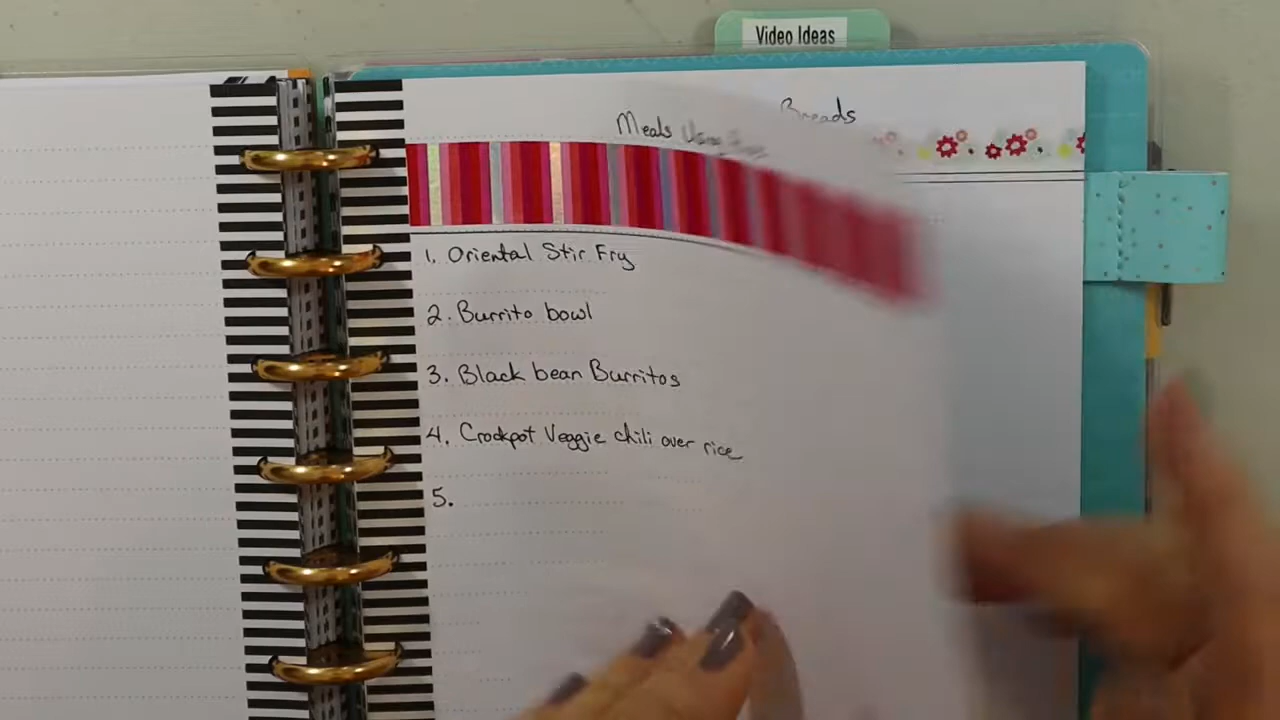 Video Ideas
Breads
Meals
1. Oriental Stir Fry
2. Burrito bowl
3. Black bean Burritos
4. Crockpot Veggie chili over rice
5.